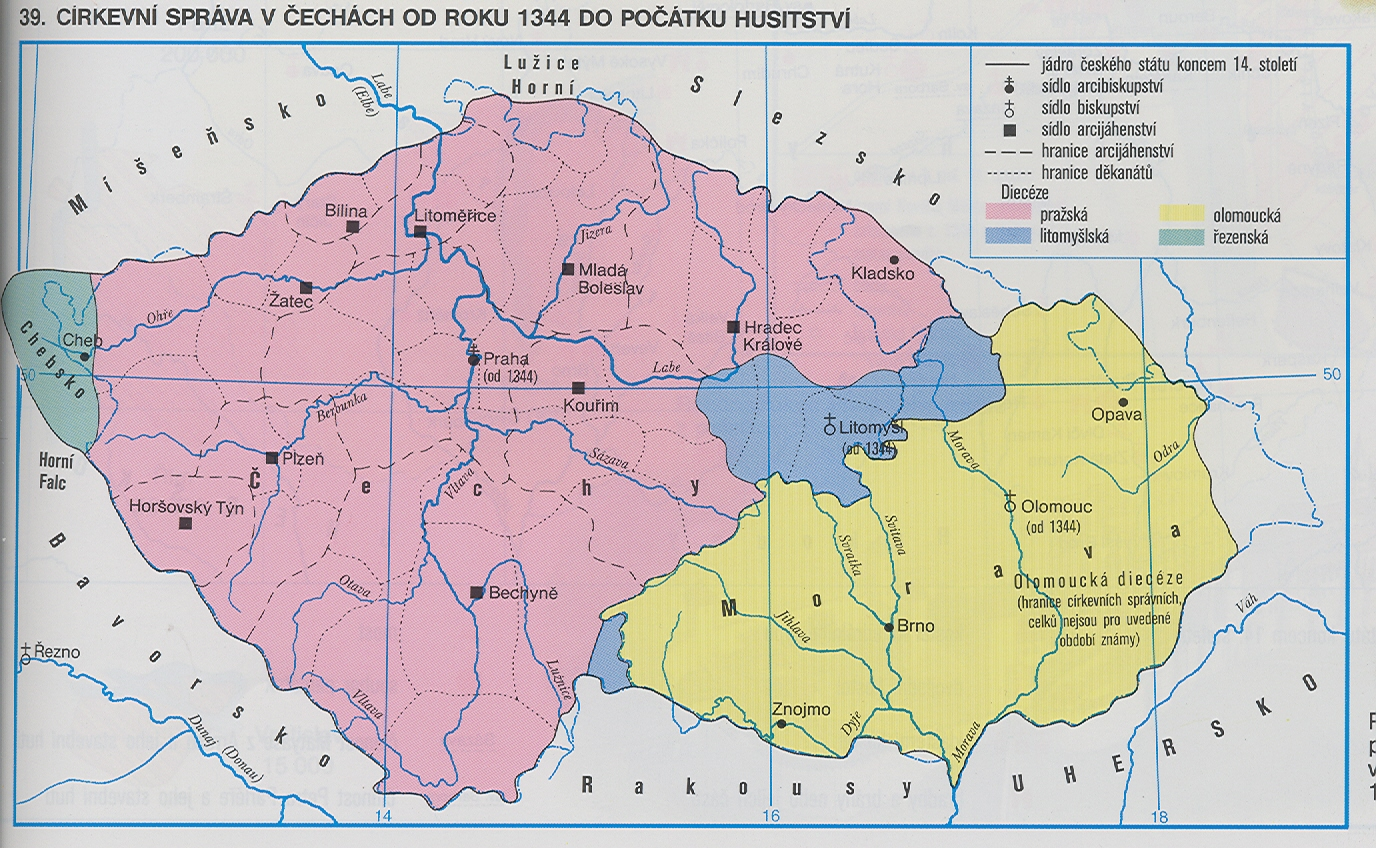 39. CÍRKEVNÍ SPRÁVA V ČECHÁCH OD ROKU 1344 DO POČÁTKU HUSITSTVÍ
jádro českého státu koncem 14. století
sídlo arcibiskupství
sídlo biskupství
sídlo arcijáhenství
hranice arcijáhenství
hranice děkanátů
Diecéze
pražská
olomoucká
litomyšlská
řezenská
Lužice
Horní
Labe
(Elbe)
Míšeňsko
Slezsko
Bílina
Litoměřice
Jizera
Mladá
Boleslav
Kladsko
Žatec
Ohře
Cheb
Chebsko
Hradec
Králové
Praha
(od 1344)
Labe
50
50
Kouřim
Berounka
Opava
Litomyšl
(od 1344)
Morava
Odra
Horní
Falc
Plzeň
Sázava
Vltava
Čechy
Horšovský Týn
Olomouc
(od 1344)
Svratka
Svitava
Morava
Olomoucká diecéze
(hranice církevních správních,
celků nejsou pro uvedené
období známy)
Otava
Bechyně
Jihlava
Brno
Váh
Bavorsko
Řezno
Lužnice
Vltava
Dunaj (Donau)
Znojmo
Dyje
Morava
Rakousy
UHERSKO
14
16
18